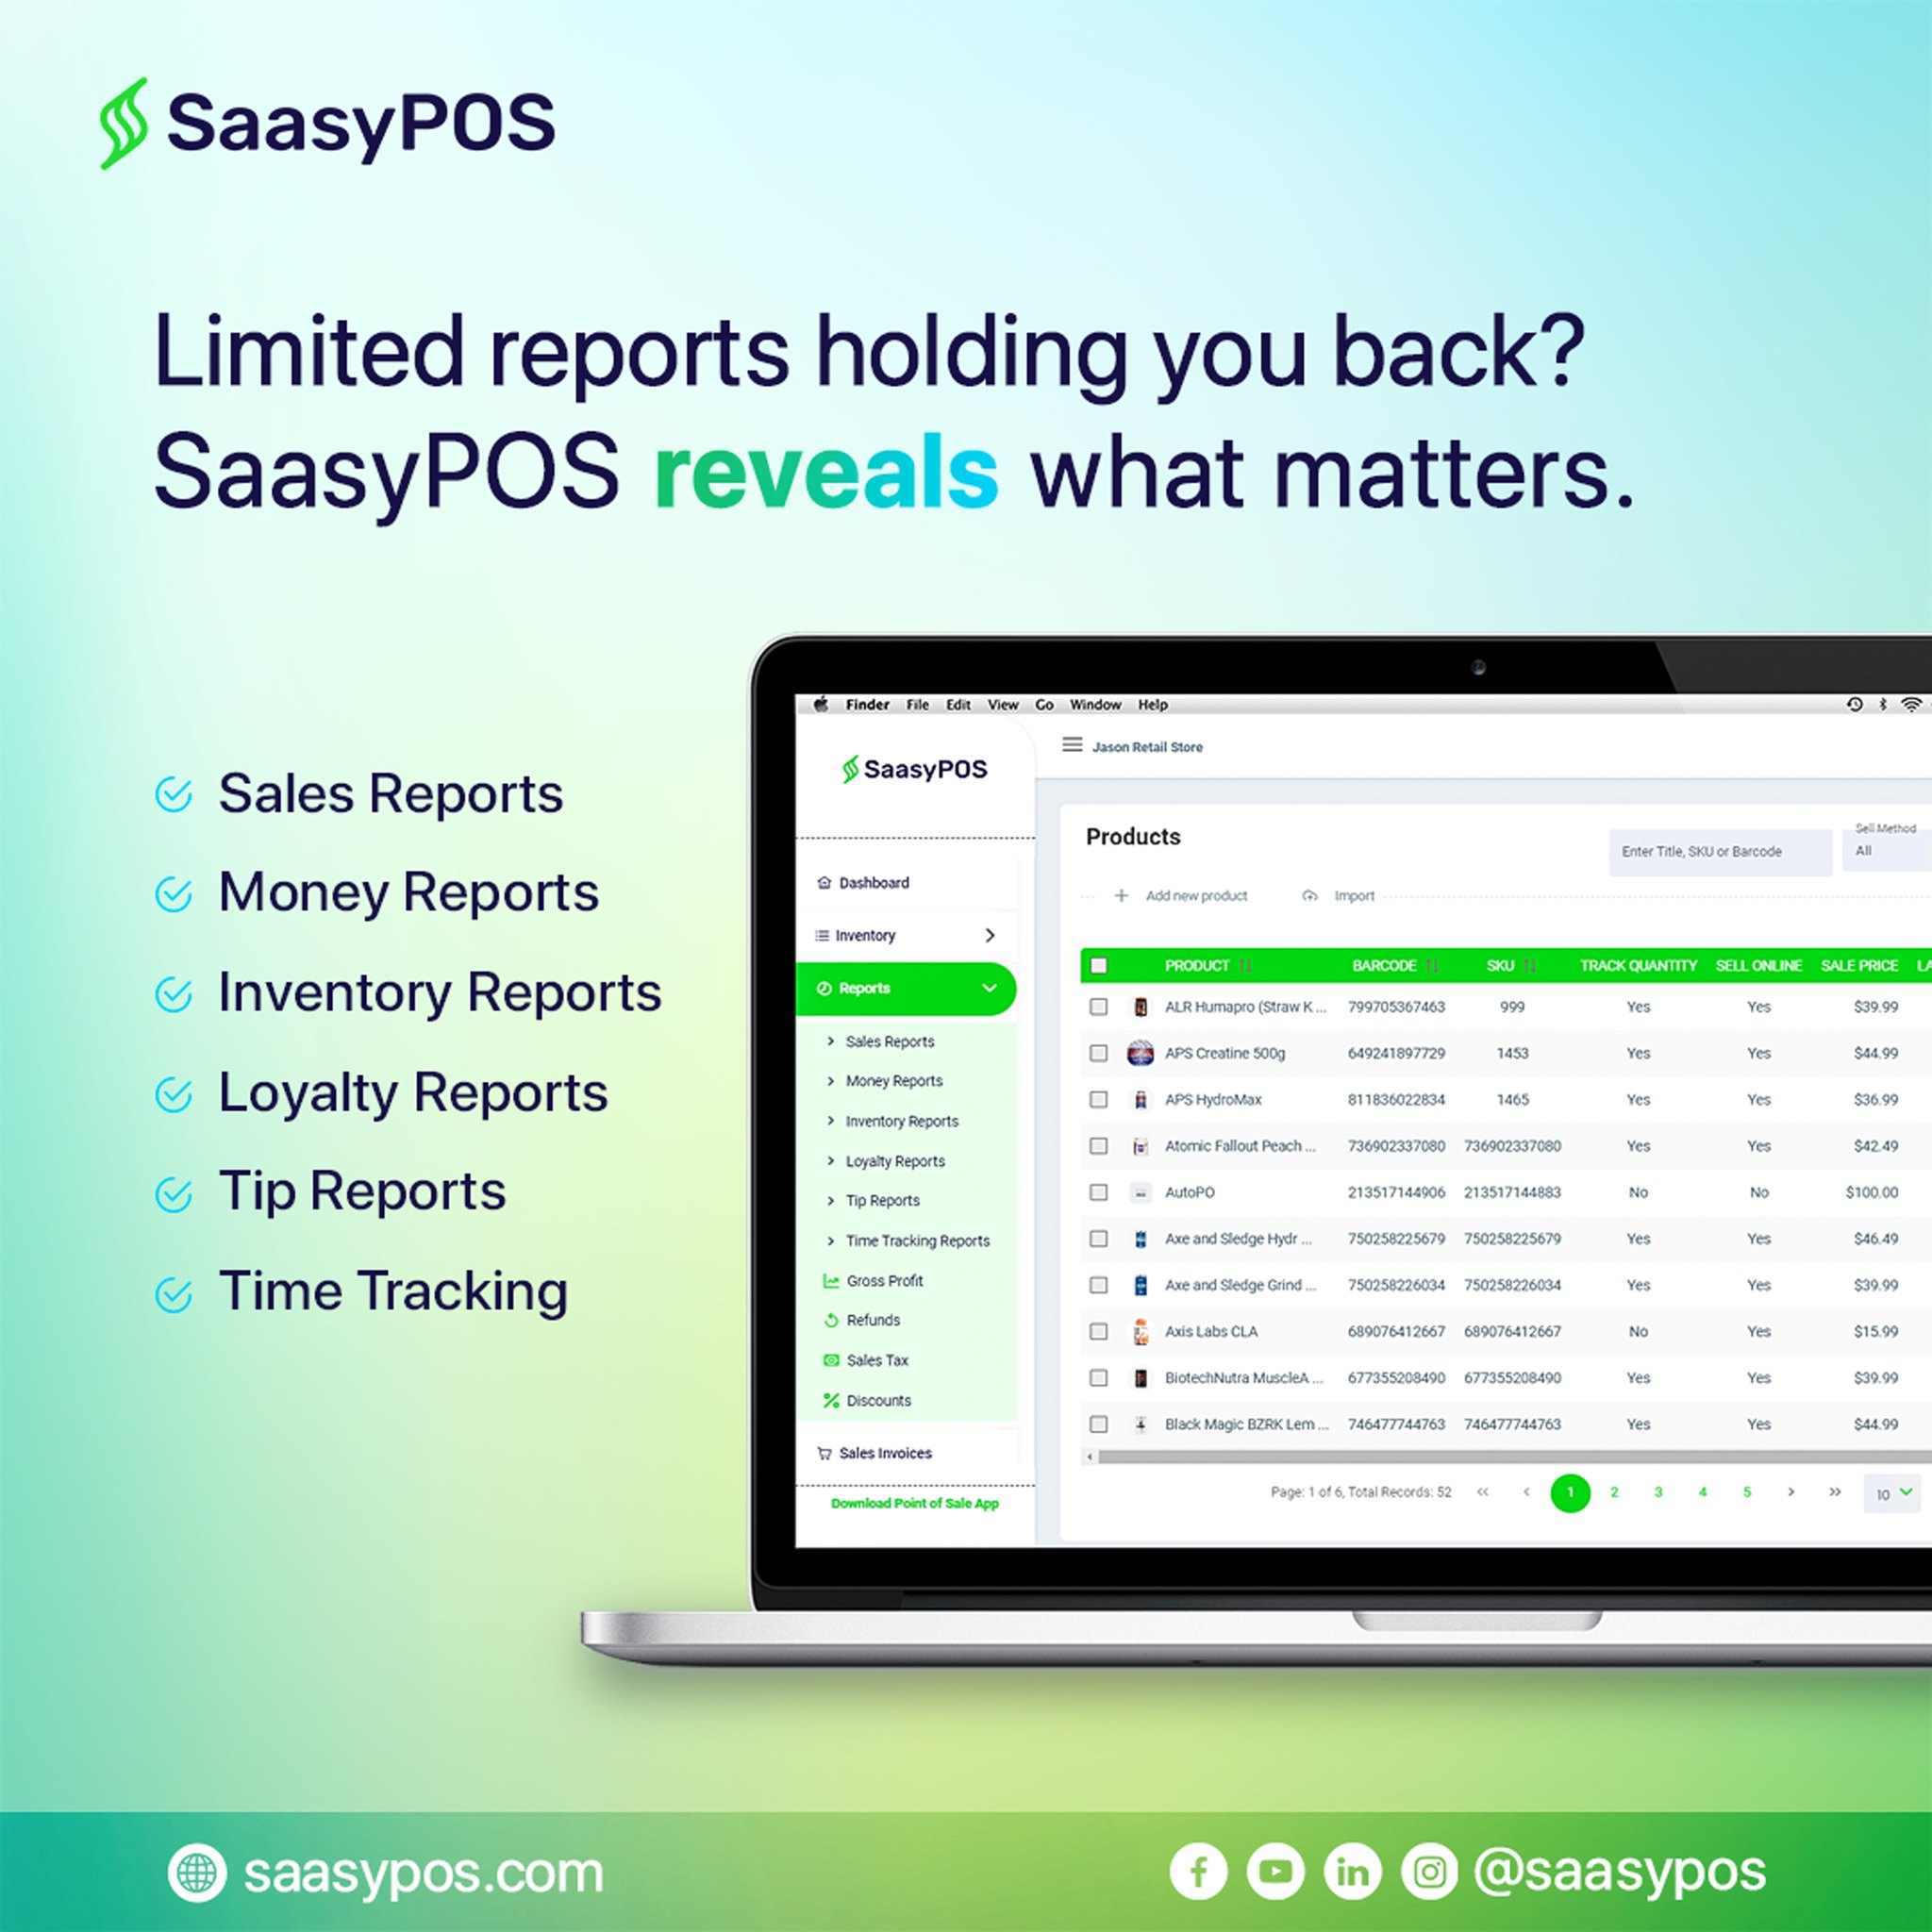 SaasyPOS
Limited reports holding you back?
SaasyPOS reveals what matters.
Sales Reports
Money Reports
Inventory Reports
Loyalty Reports
Tip Reports
Time Tracking
Finder File Edit View Go Window Help
SaasyPOS
Jason Retail Store
Dashboard
Inventory
Reports
Sales Reports
Money Reports
Inventory Reports
Loyalty Reports
Tip Reports
Time Tracking Reports
Gross Profit
Refunds
Sales Tax
Discounts
Sales Invoices
Download Point of Sale App
Products
Enter Title, SKU or Barcode
Sell Method
All
Add new product Import
PRODUCT BARCODE SKU TRACK QUANTITY SELL ONLINE SALE PRICE LA
ALR Humapro (Straw K ... 799705367463 999 Yes Yes $39.99
APS Creatine 500g 649241897729 1453 Yes Yes $44.99
APS HydroMax 811836022834 1465 Yes Yes $36.99
Atomic Fallout Peach ... 736902337080 736902337080 Yes Yes $42.49
AutoPO 213517144906 213517144883 No No $100.00
Axe and Sledge Hydr ... 750258225679 750258225679 Yes Yes $46.49
Axe and Sledge Grind ... 750258226034 750258226034 Yes Yes $39.99
Axis Labs CLA 689076412667 689076412667 No Yes $15.99
BiotechNutra MuscleA ... 677355208490 677355208490 Yes Yes $39.99
Black Magic BZRK Lem ... 746477744763 746477744763 Yes Yes $44.99
Page: 1 of 6, Total Records: 52 << < 1 2 3 4 5 > >> 10
saasypos.com
@saasypos